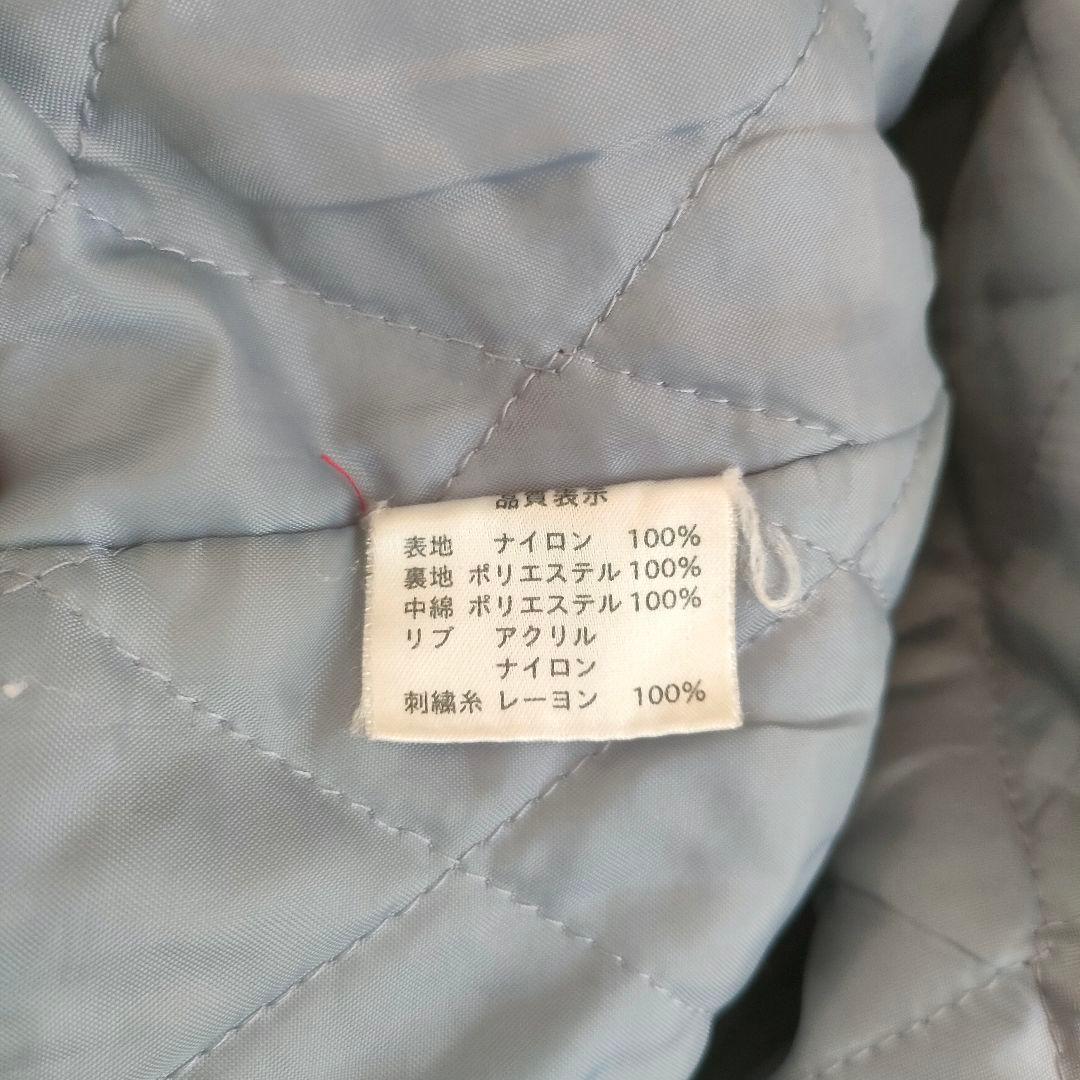 品質表示
表地 ナイロン 100%
裏地 ポリエステル 100%
中綿 ポリエステル 100%
リブ アクリル
ナイロン
刺繍糸 レーヨン 100%